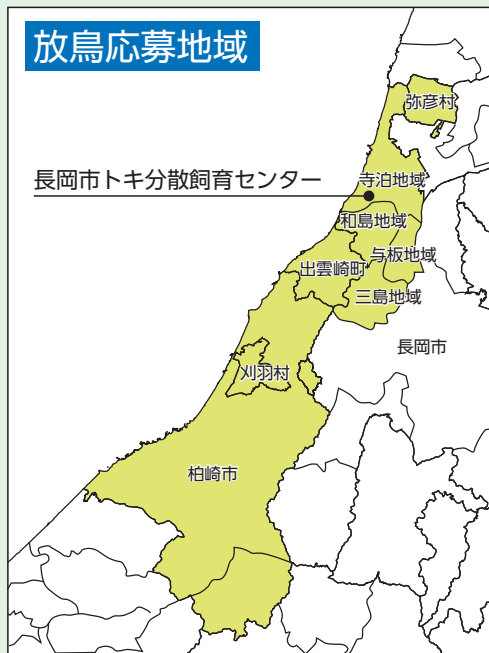 放鳥応募地域
弥彦村
長岡市トキ分散飼育センター
寺泊地域
和島地域
与板地域
出雲崎町
三島地域
長岡市
刈羽村
柏崎市